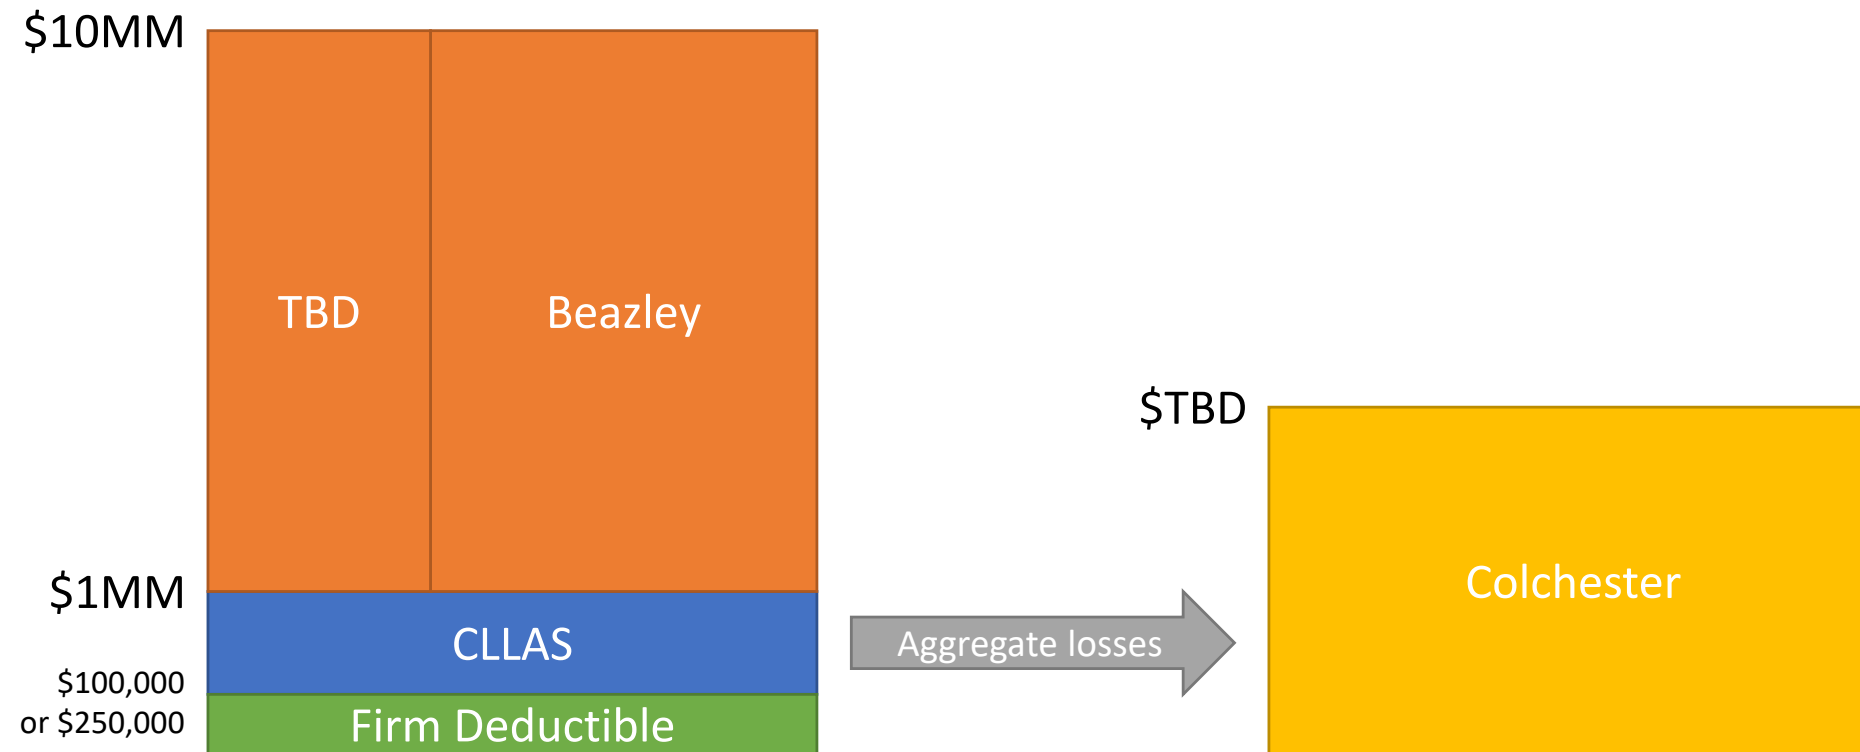 $10MM
TBD
Beazley
$TBD
$1MM
Colchester
CLLAS
Aggregate losses
$100,000
or $250,000
Firm Deductible